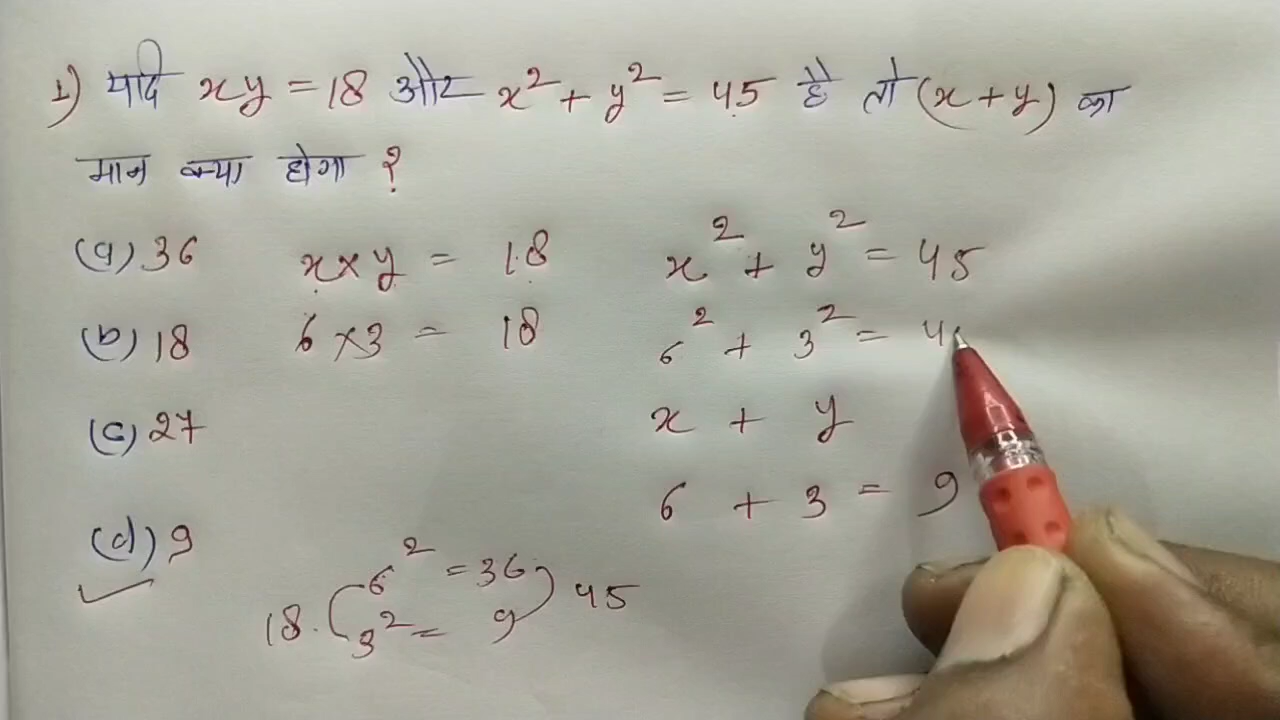 1) यदि xy = 18 और x² + y² = 45 है तो (x + y) का
मान क्या होगा ?
(a) 36
(b) 18
(c) 27
(d) 9
x × y = 18
6 × 3 = 18
x² + y² = 45
6² + 3² = 4
x + y
6 + 3 = 9
18. ( 6² = 36 ) 45
3² = 9